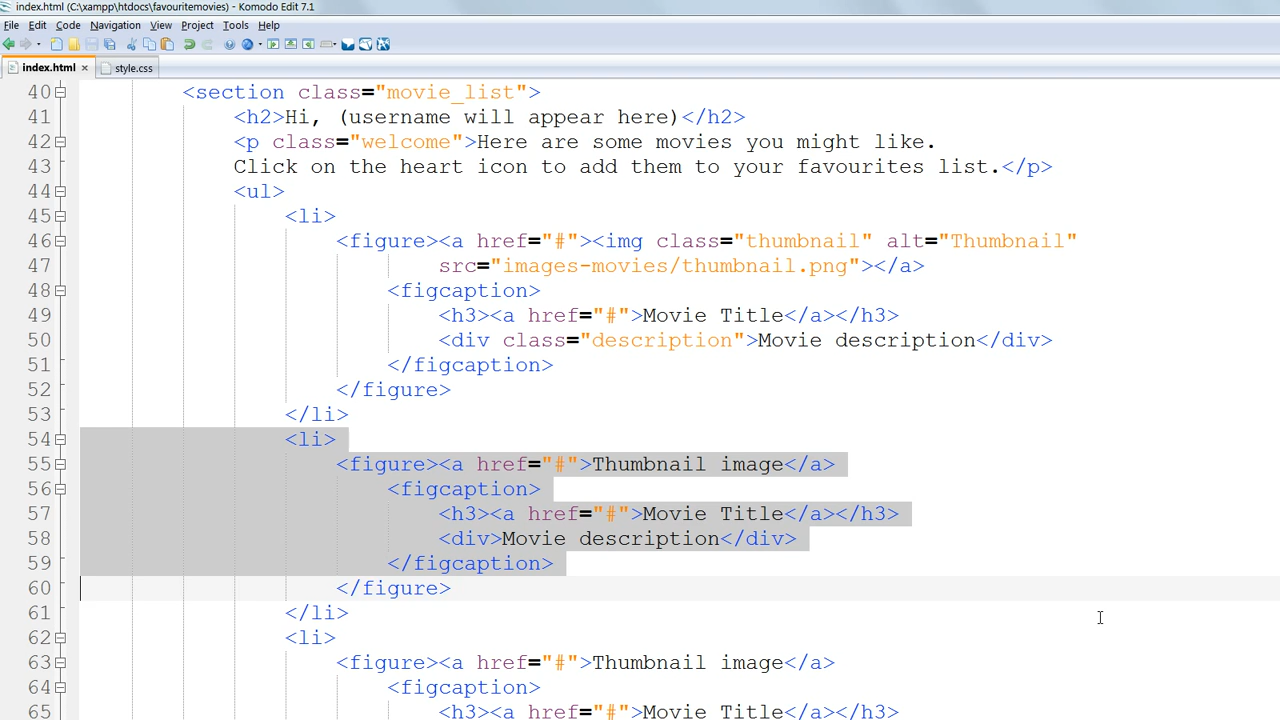 index.html (C:\xampp\htdocs\favouritemovies) - Komodo Edit 7.1
File Edit Code Navigation View Project Tools Help
index.html × style.css
40 <section class="movie_list">
41 <h2>Hi, (username will appear here)</h2>
42 <p class="welcome">Here are some movies you might like.
43 Click on the heart icon to add them to your favourites list.</p>
44 <ul>
45 <li>
46 <figure><a href="#"><img class="thumbnail" alt="Thumbnail"
47 src="images-movies/thumbnail.png"></a>
48 <figcaption>
49 <h3><a href="#">Movie Title</a></h3>
50 <div class="description">Movie description</div>
51 </figcaption>
52 </figure>
53 </li>
54 <li>
55 <figure><a href="#">Thumbnail image</a>
56 <figcaption>
57 <h3><a href="#">Movie Title</a></h3>
58 <div>Movie description</div>
59 </figcaption>
60 </figure>
61 </li>
62 <li>
63 <figure><a href="#">Thumbnail image</a>
64 <figcaption>
65 <h3><a href="#">Movie Title</a></h3>